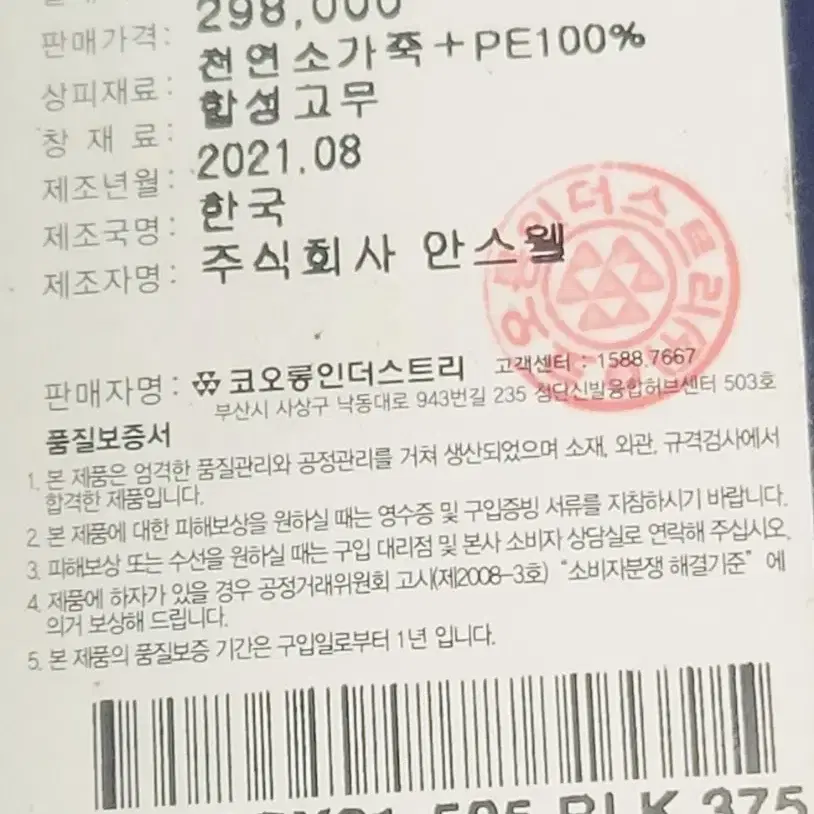 판매가격: 298,000
상피재료: 천연소가죽+PE100%
창 재 료: 합성고무
제조년월: 2021.08
제조국명: 한국
제조자명: 주식회사 안스웰
판매자명: 코오롱인더스트리 고객센터 : 1588.7667
부산시 사상구 낙동대로 943번길 235 첨단신발융합허브센터 503호
품질보증서
1. 본 제품은 엄격한 품질관리와 공정관리를 거쳐 생산되었으며 소재, 외관, 규격검사에서
합격한 제품입니다.
2. 본 제품에 대한 피해보상을 원하실 때는 영수증 및 구입증빙 서류를 지참하시기 바랍니다.
3. 피해보상 또는 수선을 원하실 때는 구입 대리점 및 본사 소비자 상담실로 연락해 주십시오.
4. 제품에 하자가 있을 경우 공정거래위원회 고시(제2008-3호) “소비자분쟁 해결기준” 에
의거 보상해 드립니다.
5. 본 제품의 품질보증 기간은 구입일로부터 1년 입니다.
BLK 375